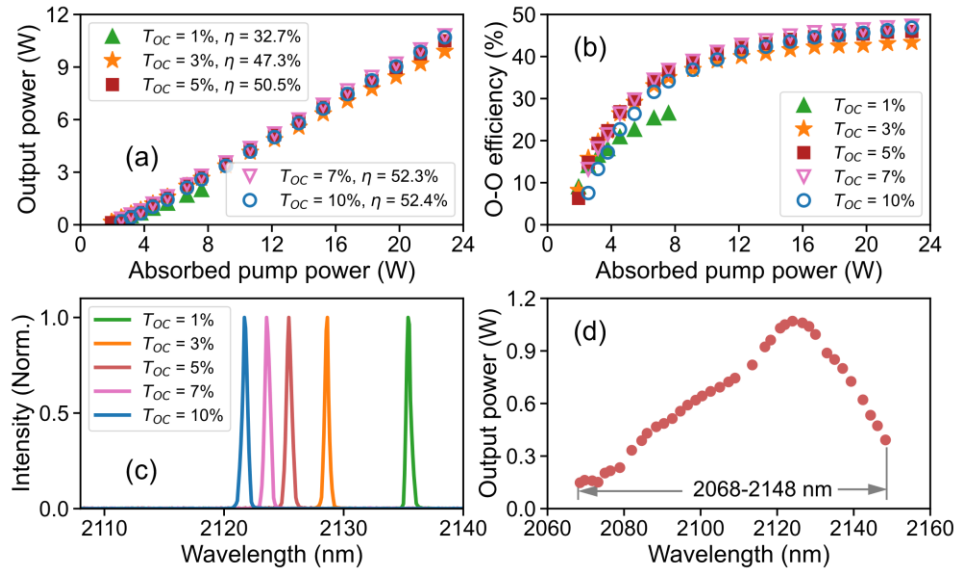 12
9
6
3
0
Output power (W)
T_OC = 1%, η = 32.7%
T_OC = 3%, η = 47.3%
T_OC = 5%, η = 50.5%
(a)
T_OC = 7%, η = 52.3%
T_OC = 10%, η = 52.4%
0 4 8 12 16 20 24
Absorbed pump power (W)
50
40
30
20
10
0
O-O efficiency (%)
(b)
T_OC = 1%
T_OC = 3%
T_OC = 5%
T_OC = 7%
T_OC = 10%
0 4 8 12 16 20 24
Absorbed pump power (W)
1.0
0.5
0.0
Intensity (Norm.)
T_OC = 1%
T_OC = 3%
T_OC = 5%
T_OC = 7%
T_OC = 10%
(c)
2110 2120 2130 2140
Wavelength (nm)
1.2
0.9
0.6
0.3
0.0
Output power (W)
(d)
2068-2148 nm
2060 2080 2100 2120 2140 2160
Wavelength (nm)